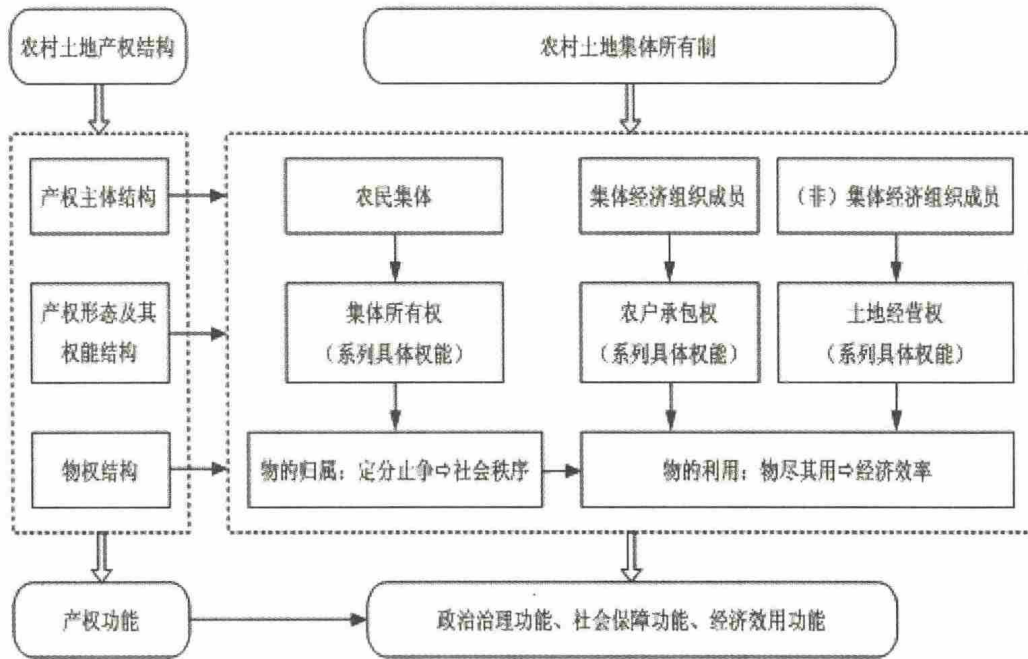 农村土地产权结构
农村土地集体所有制
产权主体结构
农民集体
集体经济组织成员
（非）集体经济组织成员
产权形态及其
权能结构
集体所有权
（系列具体权能）
农户承包权
（系列具体权能）
土地经营权
（系列具体权能）
物权结构
物的归属：定分止争⇨社会秩序
物的利用：物尽其用⇨经济效率
产权功能
政治治理功能、社会保障功能、经济效用功能